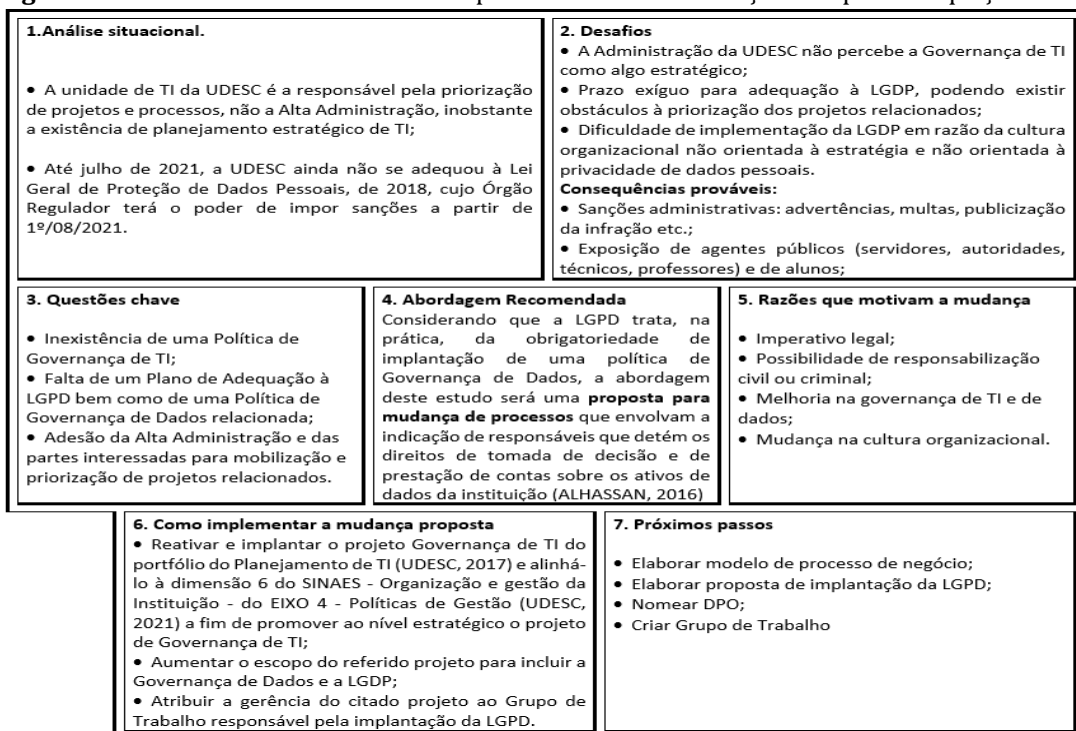 1.Análise situacional.
• A unidade de TI da UDESC é a responsável pela priorização
de projetos e processos, não a Alta Administração, inobstante
a existência de planejamento estratégico de TI;
• Até julho de 2021, a UDESC ainda não se adequou à Lei
Geral de Proteção de Dados Pessoais, de 2018, cujo Órgão
Regulador terá o poder de impor sanções a partir de
1º/08/2021.
2. Desafios
• A Administração da UDESC não percebe a Governança de TI
como algo estratégico;
• Prazo exíguo para adequação à LGDP, podendo existir
obstáculos à priorização dos projetos relacionados;
• Dificuldade de implementação da LGDP em razão da cultura
organizacional não orientada à estratégia e não orientada à
privacidade de dados pessoais.
Consequências prováveis:
• Sanções administrativas: advertências, multas, publicização
da infração etc.;
• Exposição de agentes públicos (servidores, autoridades,
técnicos, professores) e de alunos;
3. Questões chave
• Inexistência de uma Política de
Governança de TI;
• Falta de um Plano de Adequação à
LGPD bem como de uma Política de
Governança de Dados relacionada;
• Adesão da Alta Administração e das
partes interessadas para mobilização e
priorização de projetos relacionados.
4. Abordagem Recomendada
Considerando que a LGPD trata, na
prática, da obrigatoriedade de
implantação de uma política de
Governança de Dados, a abordagem
deste estudo será uma proposta para
mudança de processos que envolvam a
indicação de responsáveis que detém os
direitos de tomada de decisão e de
prestação de contas sobre os ativos de
dados da instituição (ALHASSAN, 2016)
5. Razões que motivam a mudança
• Imperativo legal;
• Possibilidade de responsabilização
civil ou criminal;
• Melhoria na governança de TI e de
dados;
• Mudança na cultura organizacional.
6. Como implementar a mudança proposta
• Reativar e implantar o projeto Governança de TI do
portfólio do Planejamento de TI (UDESC, 2017) e alinhá-
lo à dimensão 6 do SINAES - Organização e gestão da
Instituição - do EIXO 4 - Políticas de Gestão (UDESC,
2021) a fim de promover ao nível estratégico o projeto
de Governança de TI;
• Aumentar o escopo do referido projeto para incluir a
Governança de Dados e a LGDP;
• Atribuir a gerência do citado projeto ao Grupo de
Trabalho responsável pela implantação da LGPD.
7. Próximos passos
• Elaborar modelo de processo de negócio;
• Elaborar proposta de implantação da LGPD;
• Nomear DPO;
• Criar Grupo de Trabalho